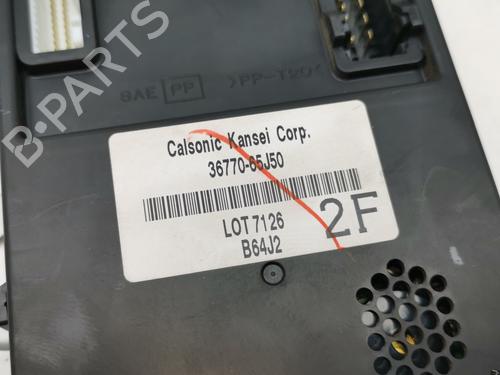 8AE PP >PP-T20<
Calsonic Kansei Corp.
36770-65J50
LOT 7126
B64J2
2F
B-PARTS